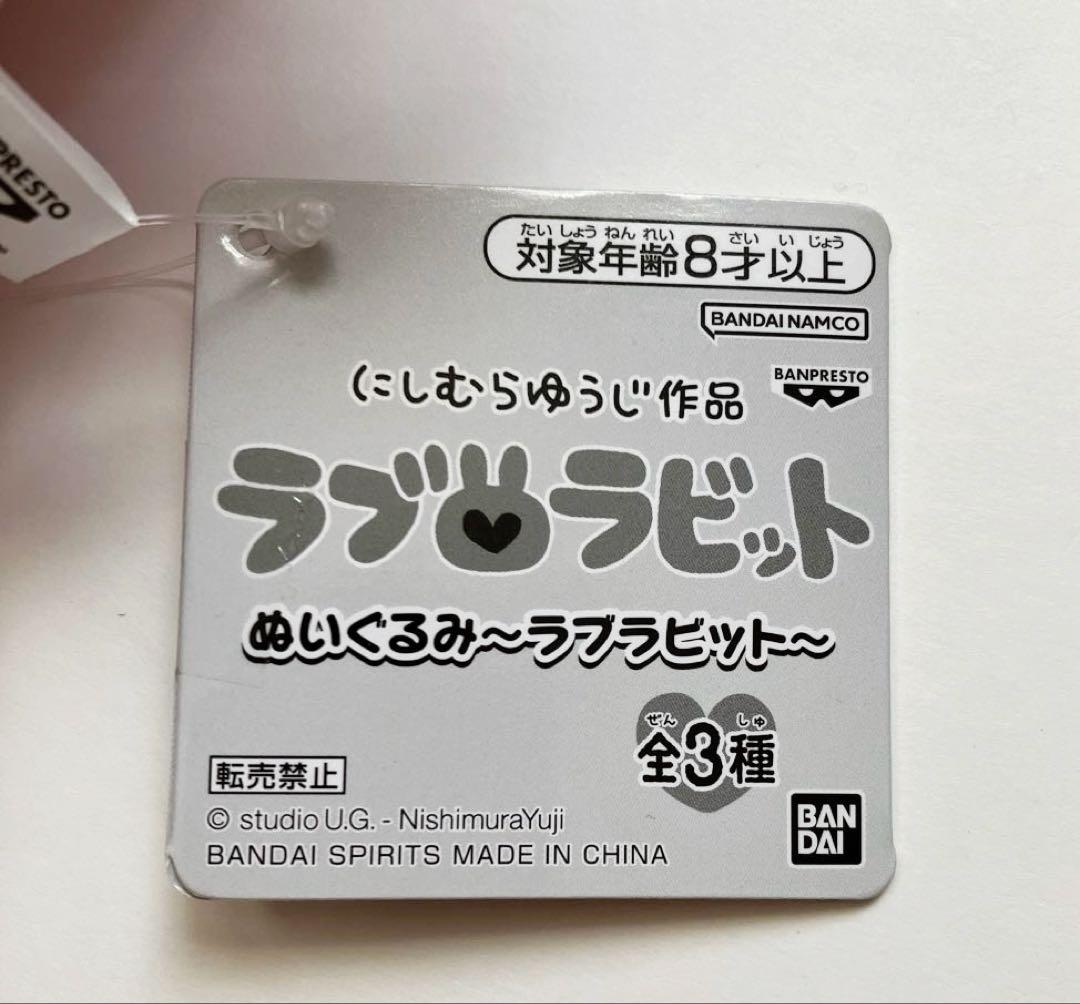 たいしょうねんれい さいいじょう
対象年齢8才以上
BANDAI NAMCO
BANPRESTO
にしむらゆうじ作品
ラブラビット
ぬいぐるみ～ラブラビット～
ぜん しゅ
全3種
転売禁止
© studio U.G. - NishimuraYuji
BANDAI SPIRITS MADE IN CHINA
BAN
DAI